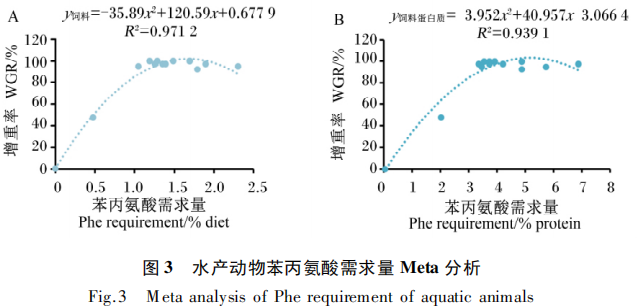 A
y饲料=-35.89x²+120.59x+0.677 9
R²=0.971 2
增重率 WGR/%
120
100
80
60
40
20
0
0 0.5 1.0 1.5 2.0 2.5
苯丙氨酸需求量
Phe requirement/% diet
B
y饲料蛋白质= 3.952x²+40.957x 3.066 4
R²=0.939 1
增重率 WGR/%
120
100
80
60
40
20
0
0 1 2 3 4 5 6 7 8
苯丙氨酸需求量
Phe requirement/% protein
图 3 水产动物苯丙氨酸需求量 Meta 分析
Fig.3 Meta analysis of Phe requirement of aquatic animals